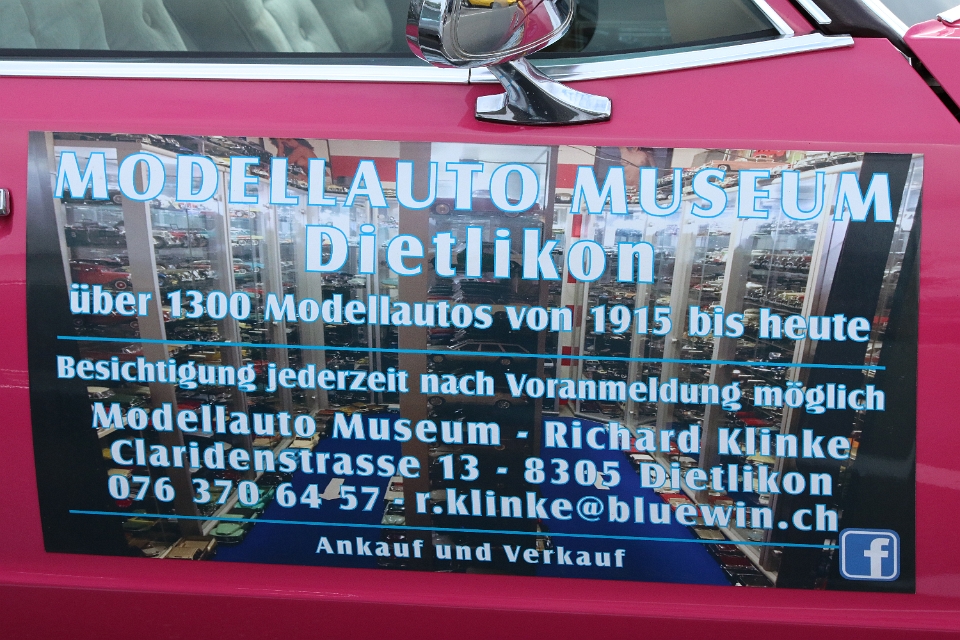 MODELLAUTO MUSEUM
Dietlikon
über 1300 Modellautos von 1915 bis heute
Besichtigung jederzeit nach Voranmeldung möglich
Modellauto Museum - Richard Klinke
Claridenstrasse 13 - 8305 Dietlikon
076 370 64 57 - r.klinke@bluewin.ch
Ankauf und Verkauf
f